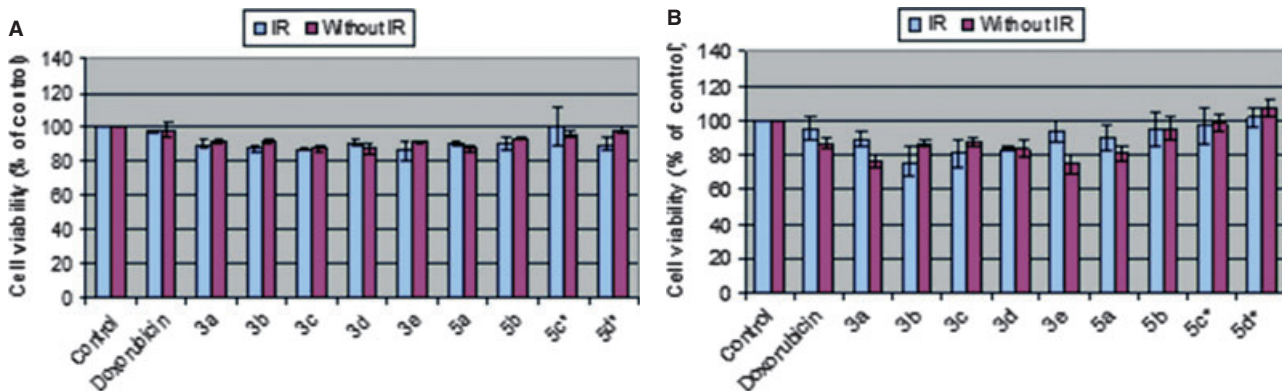 A
IR Without IR
Cell viability (% of control)
140
120
100
80
60
40
20
0
Control
Doxorubicin
3a
3b
3c
3d
3e
5a
5b
5c*
5d*
B
IR Without IR
Cell viability (% of control;
140
120
100
80
60
40
20
0
Control
Doxorubicin
3a
3b
3c
3d
3e
5a
5b
5c*
5d*